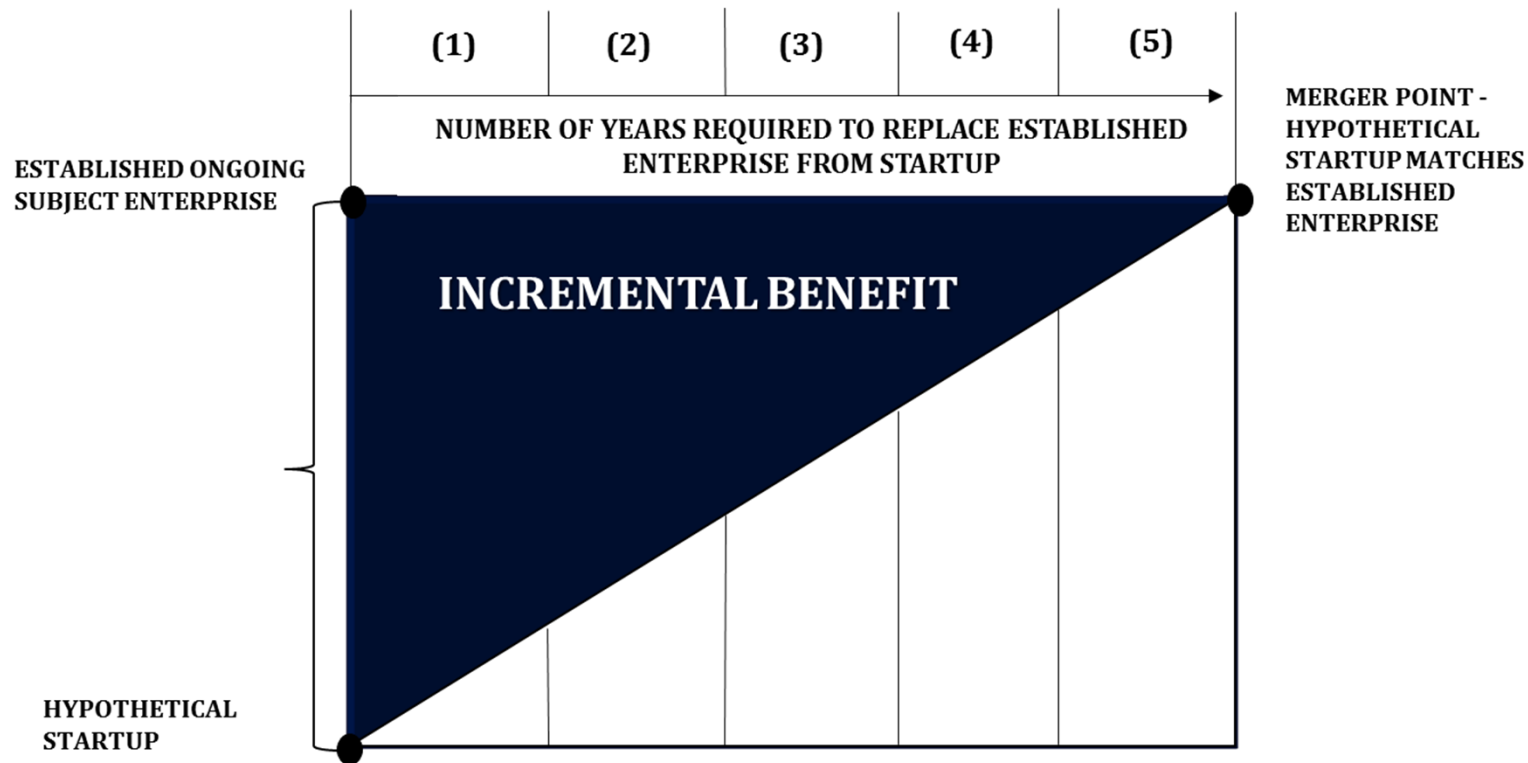 (1) (2) (3) (4) (5)
NUMBER OF YEARS REQUIRED TO REPLACE ESTABLISHED
ENTERPRISE FROM STARTUP
MERGER POINT -
HYPOTHETICAL
STARTUP MATCHES
ESTABLISHED
ENTERPRISE
ESTABLISHED ONGOING
SUBJECT ENTERPRISE
INCREMENTAL BENEFIT
HYPOTHETICAL
STARTUP